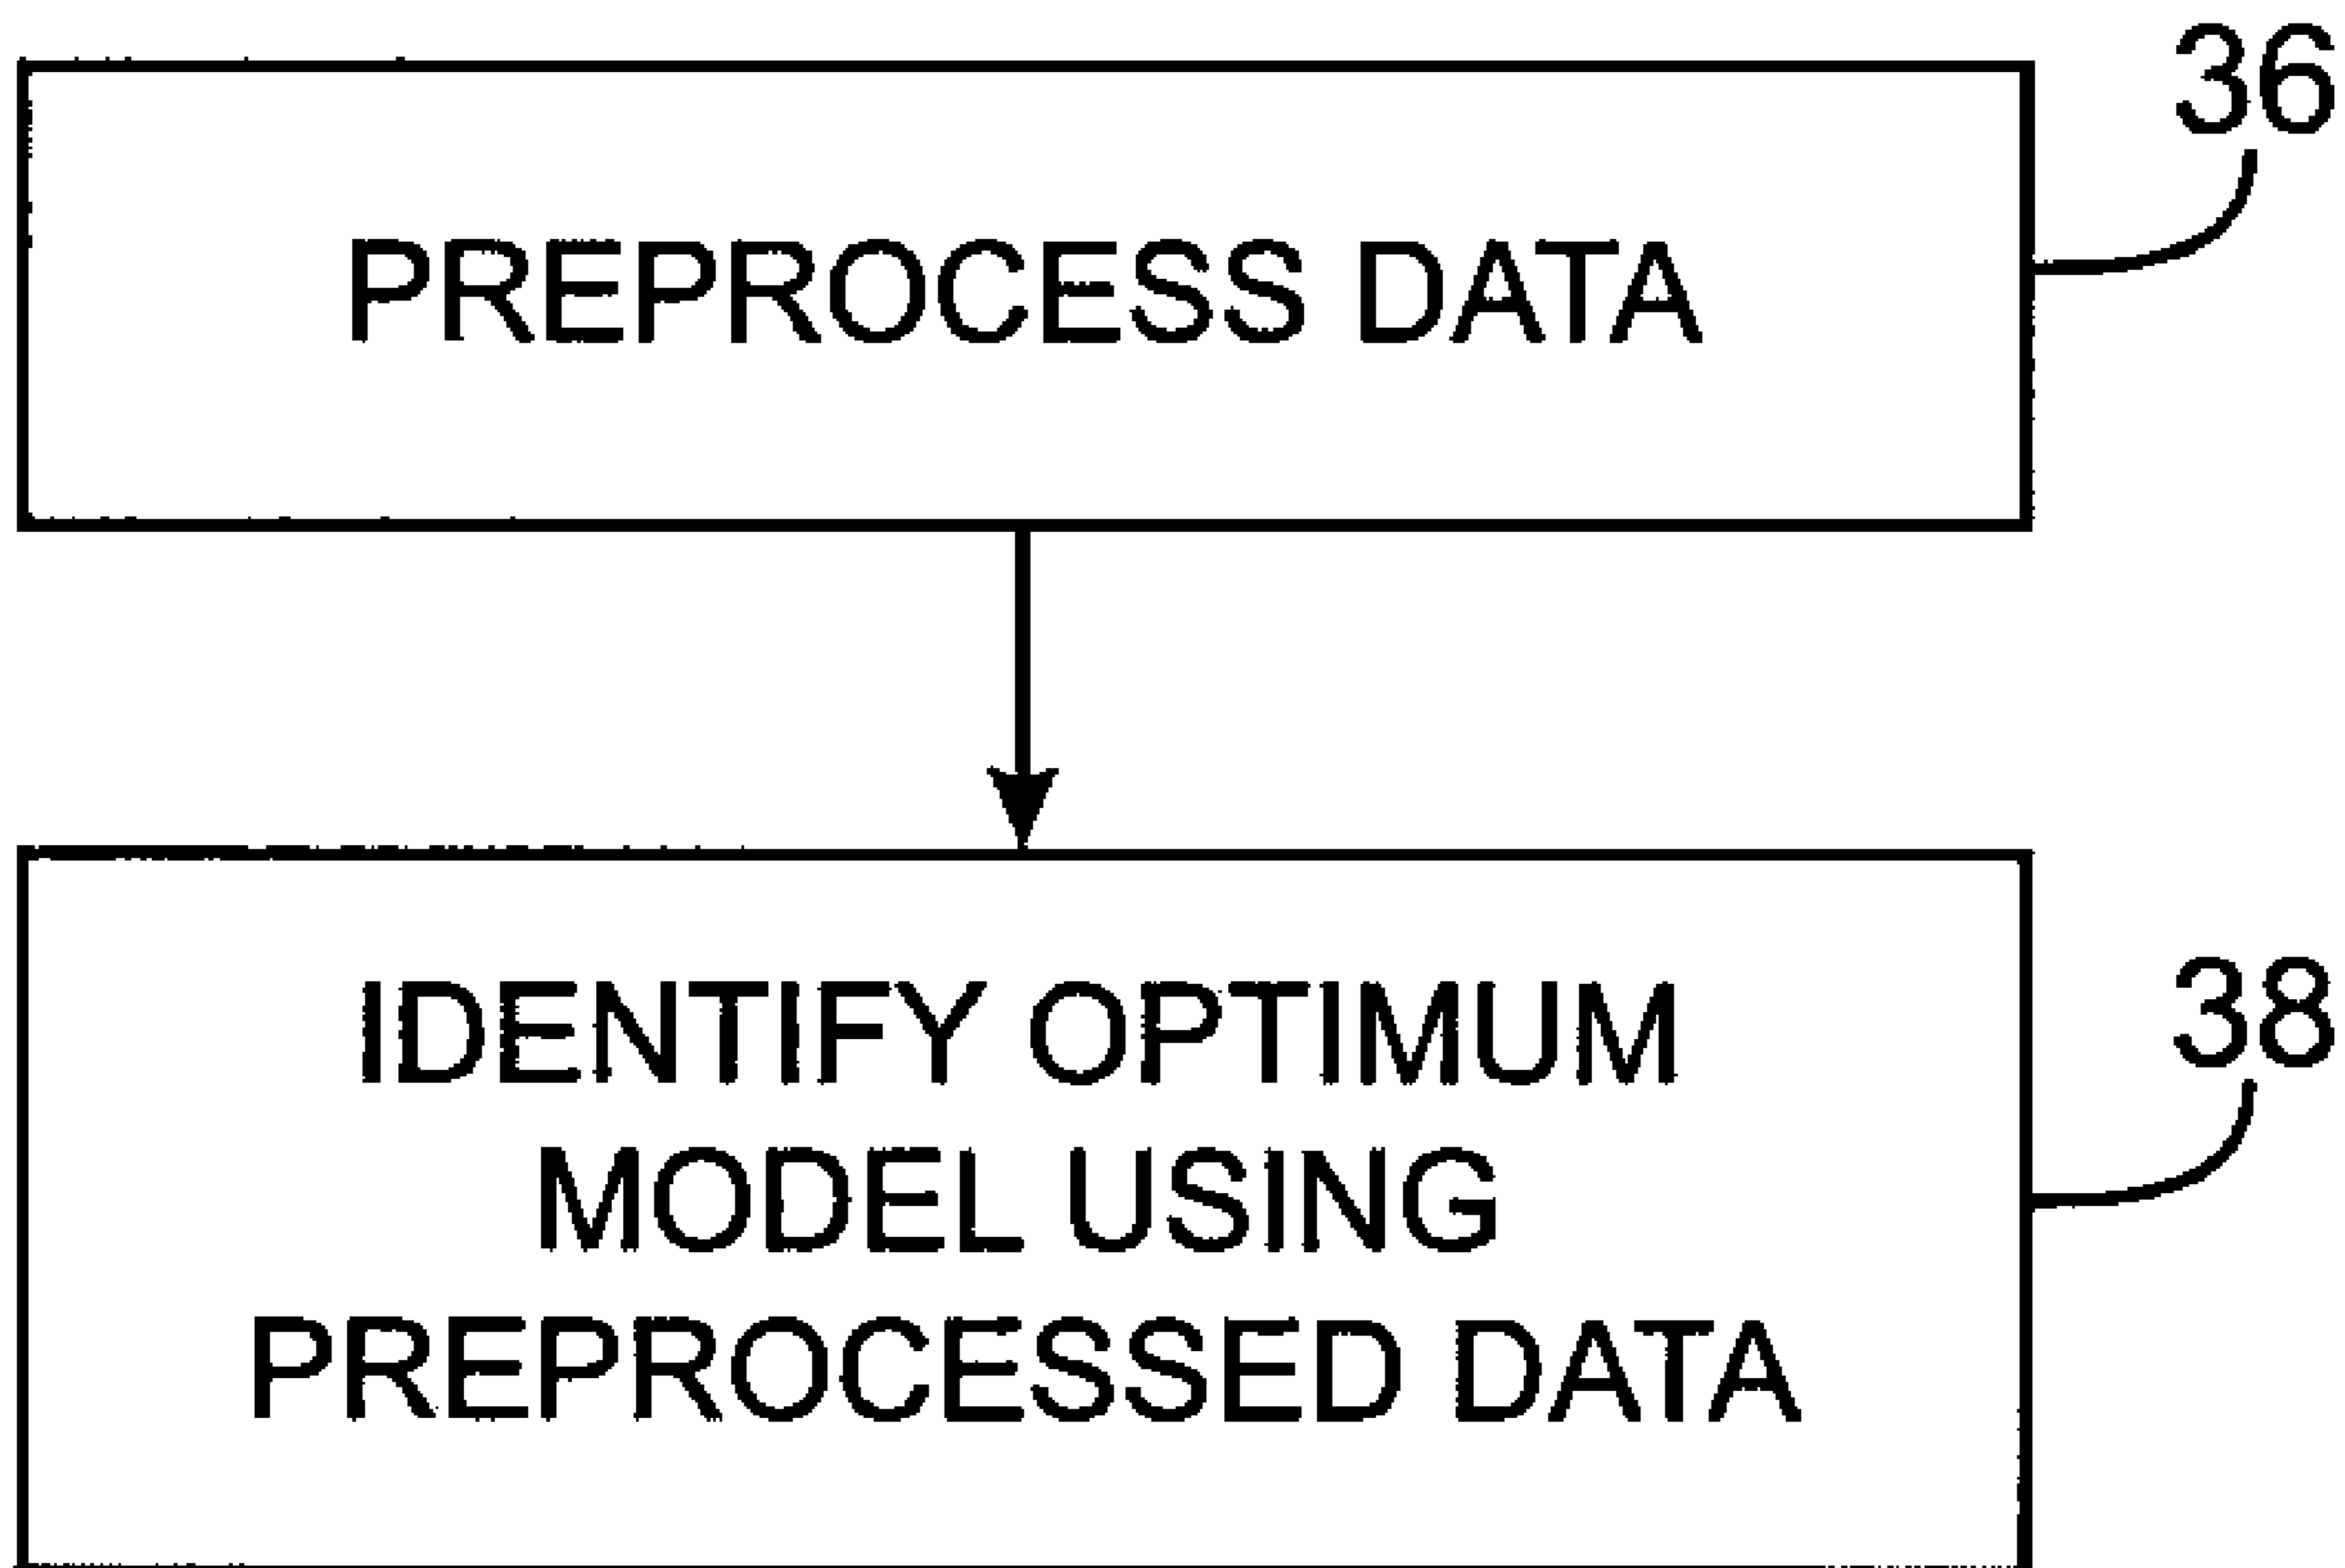 36
PREPROCESS DATA
IDENTIFY OPTIMUM
38
MODEL USING
PREPROCESSED DATA